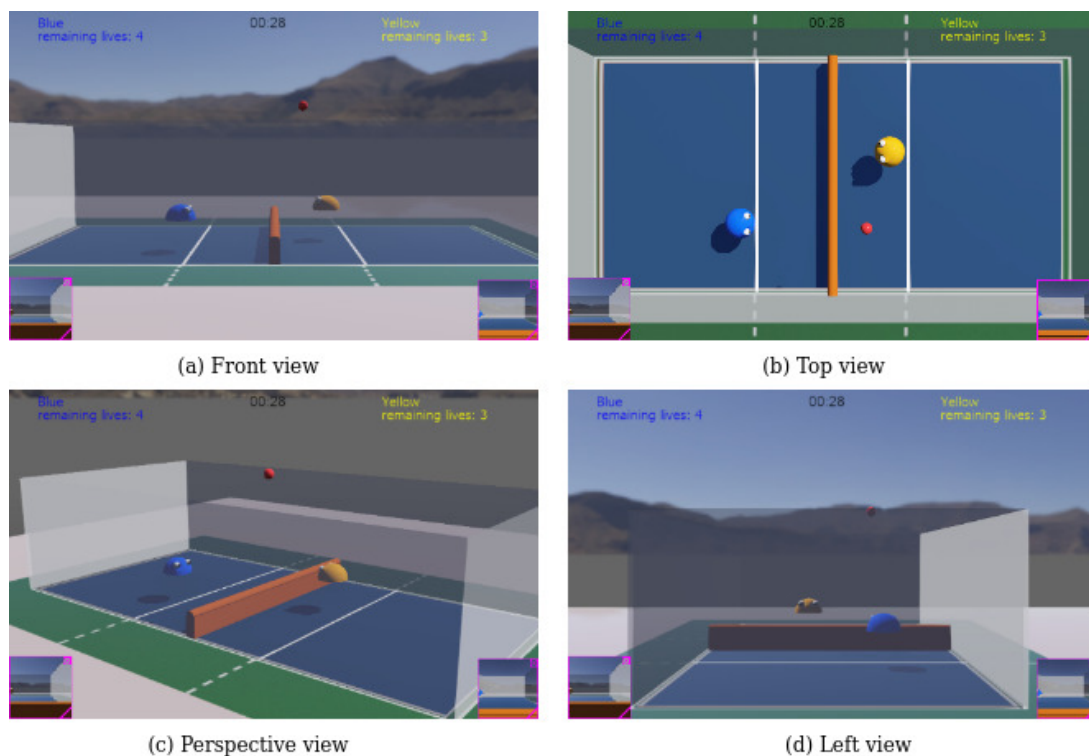 Blue
remaining lives: 4
00:28
Yellow
remaining lives: 3
Blue
remaining lives: 4
00:28
Yellow
remaining lives: 3
(a) Front view
(b) Top view
Blue
remaining lives: 4
00:28
Yellow
remaining lives: 3
Blue
remaining lives: 4
00:28
Yellow
remaining lives: 3
(c) Perspective view
(d) Left view